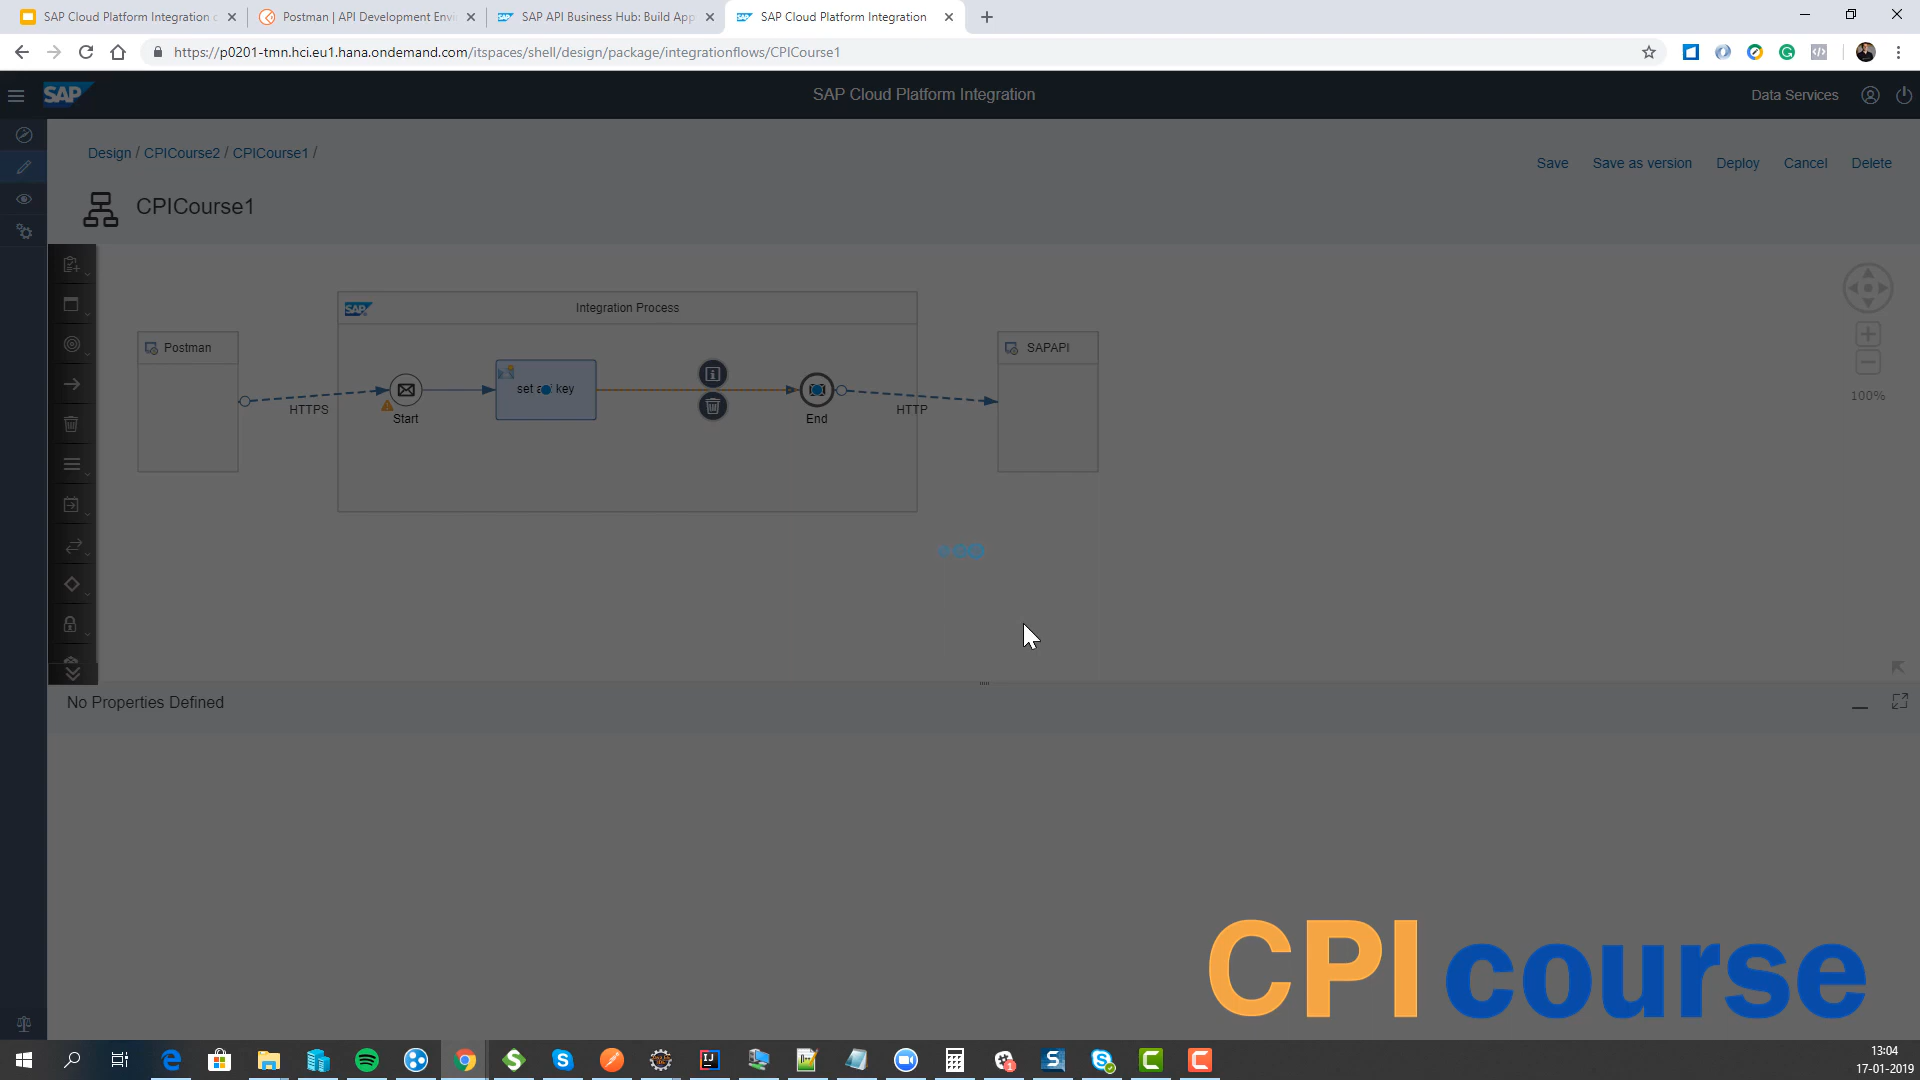 SAP Cloud Platform Integration
Postman | API Development Envi
SAP API Business Hub: Build App
SAP Cloud Platform Integration
https://p0201-tmn.hci.eu1.hana.ondemand.com/itspaces/shell/design/package/integrationflows/CPICourse1
SAP
SAP Cloud Platform Integration
Data Services
Design / CPICourse2 / CPICourse1 /
Save
Save as version
Deploy
Cancel
Delete
CPICourse1
SAP
Integration Process
Postman
SAPAPI
set key
HTTPS
Start
End
HTTP
100%
No Properties Defined
CPI course
13:04
17-01-2019